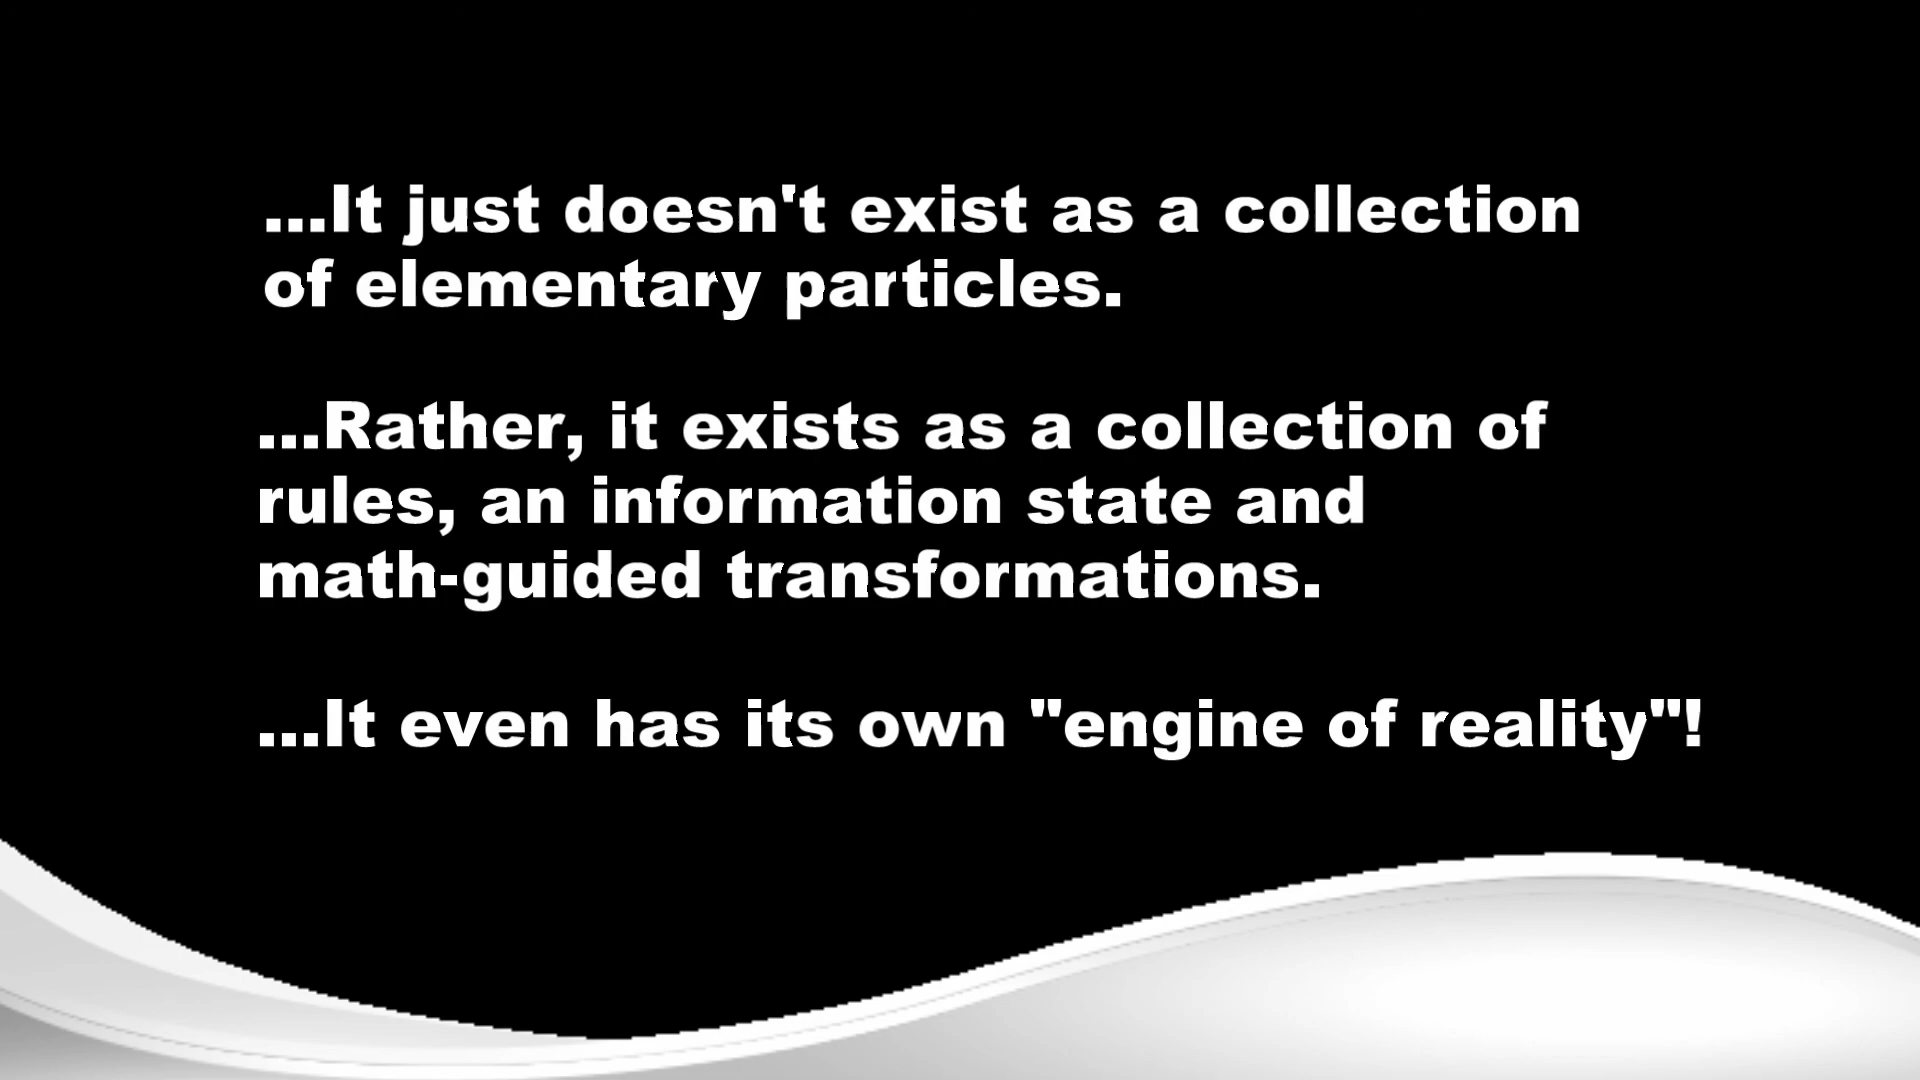 ...It just doesn't exist as a collection
of elementary particles.
...Rather, it exists as a collection of
rules, an information state and
math-guided transformations.
...It even has its own "engine of reality"!